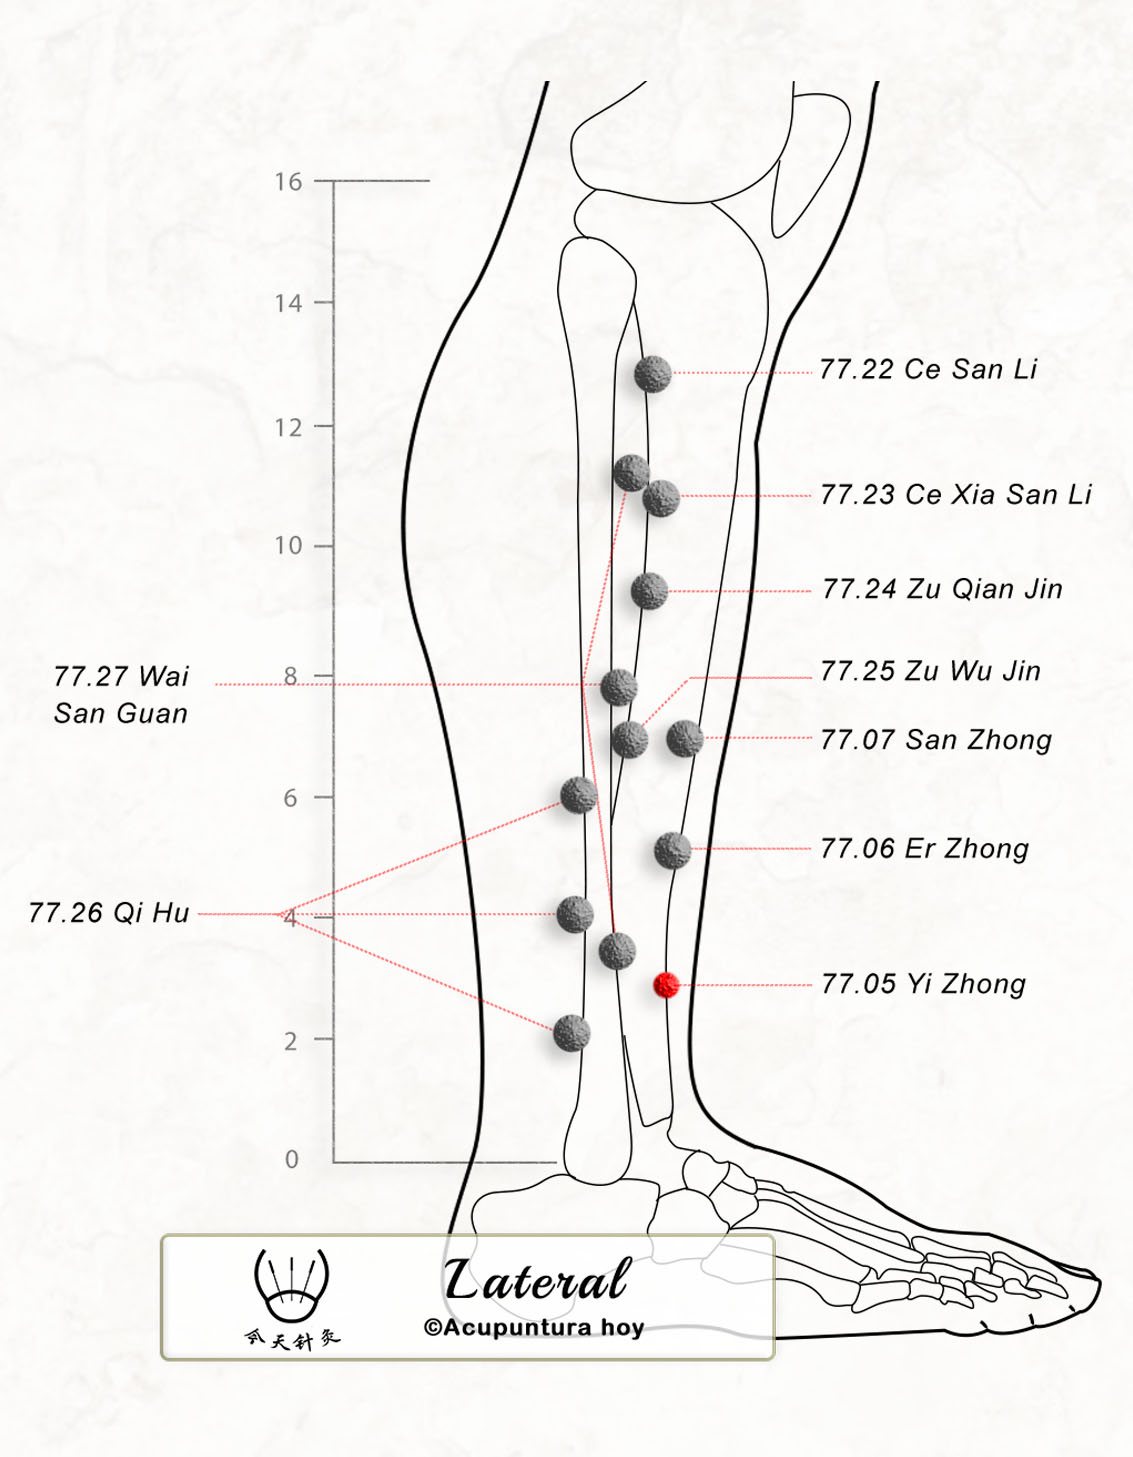 16
14
12
10
8
6
4
2
0
77.22 Ce San Li
77.23 Ce Xia San Li
77.24 Zu Qian Jin
77.25 Zu Wu Jin
77.07 San Zhong
77.06 Er Zhong
77.05 Yi Zhong
77.27 Wai
San Guan
77.26 Qi Hu
Lateral
©Acupuntura hoy
天针灸